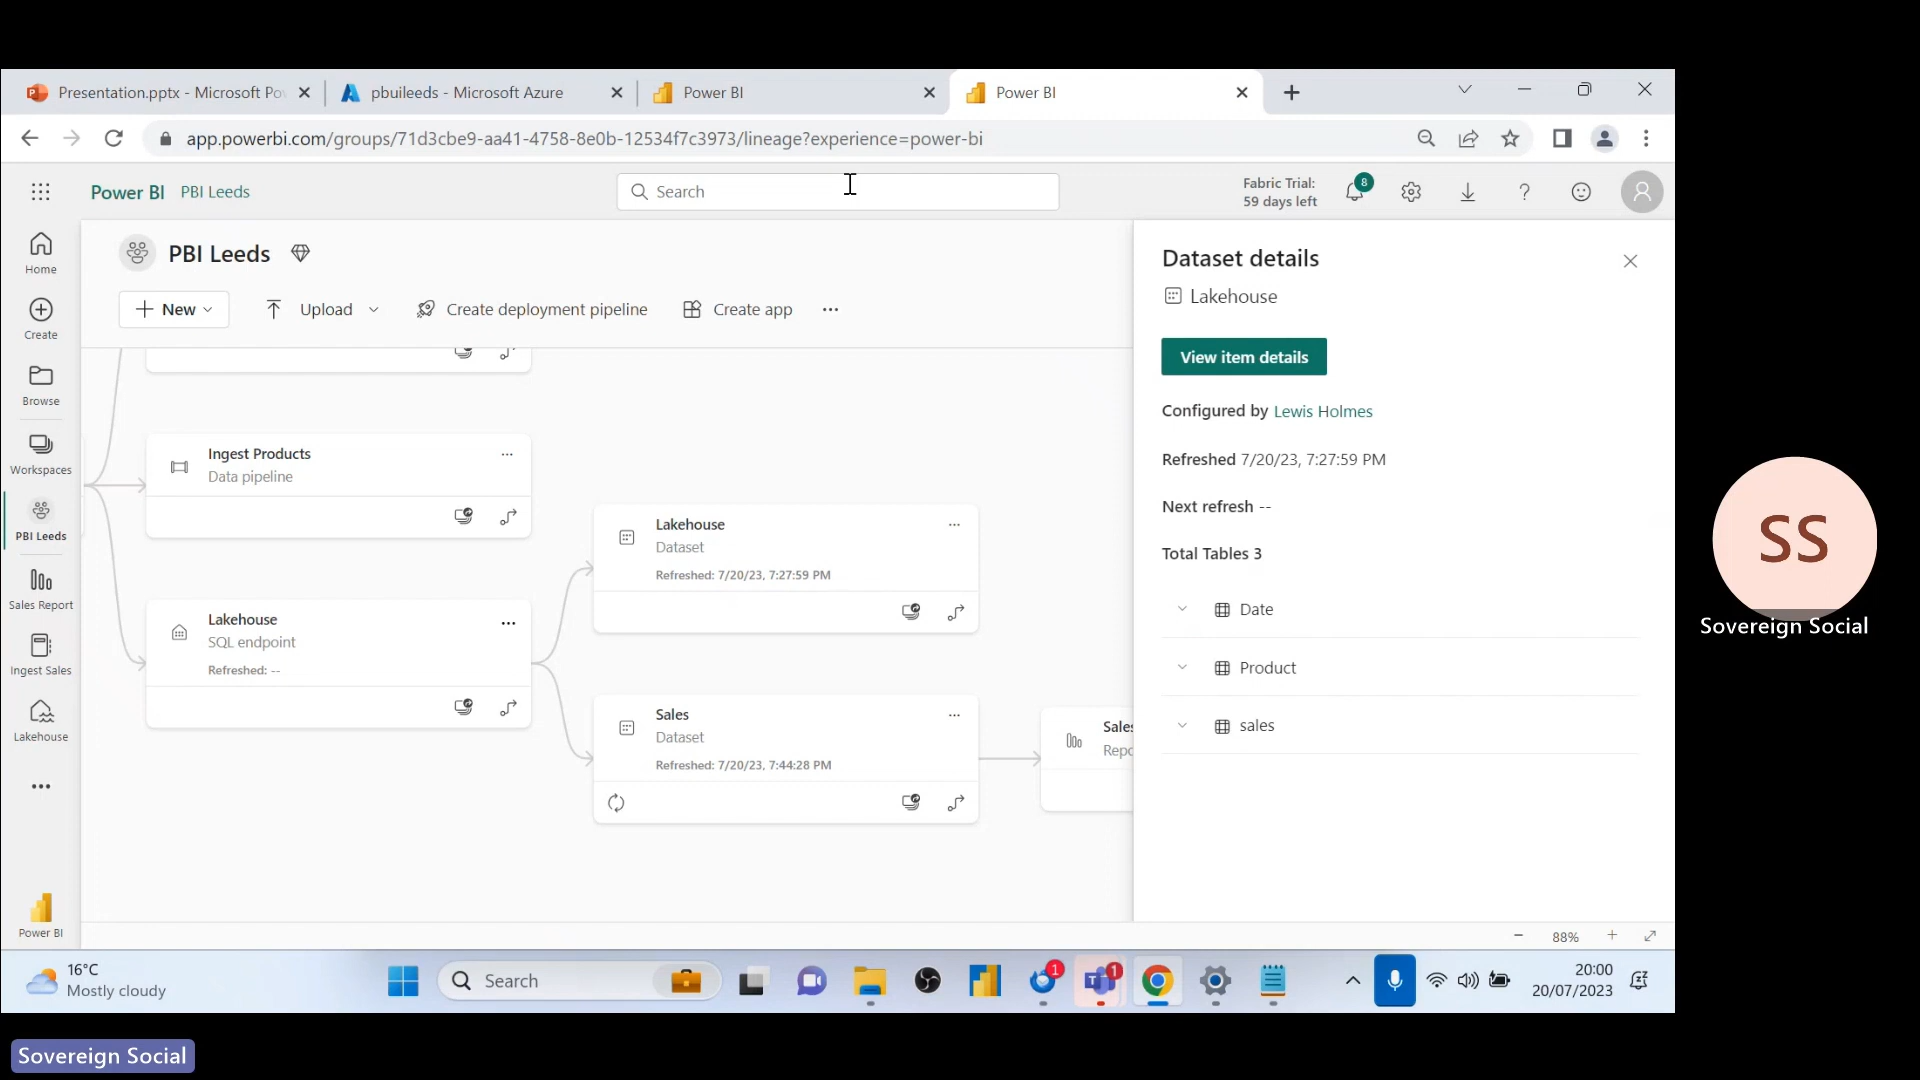 Presentation.pptx - Microsoft Po
pbuileeds - Microsoft Azure
Power BI
Power BI
app.powerbi.com/groups/71d3cbe9-aa41-4758-8e0b-12534f7c3973/lineage?experience=power-bi
Power BI PBI Leeds
Search
Fabric Trial:
59 days left
8
Home
Create
Browse
Workspaces
PBI Leeds
Sales Report
Ingest Sales
Lakehouse
Power BI
PBI Leeds
New
Upload
Create deployment pipeline
Create app
Ingest Products
Data pipeline
Lakehouse
SQL endpoint
Refreshed: --
Lakehouse
Dataset
Refreshed: 7/20/23, 7:27:59 PM
Sales
Dataset
Refreshed: 7/20/23, 7:44:28 PM
Sales
Repo
Dataset details
Lakehouse
View item details
Configured by Lewis Holmes
Refreshed 7/20/23, 7:27:59 PM
Next refresh --
Total Tables 3
Date
Product
sales
88%
16°C
Mostly cloudy
Search
1
1
20:00
20/07/2023
SS
Sovereign Social
Sovereign Social